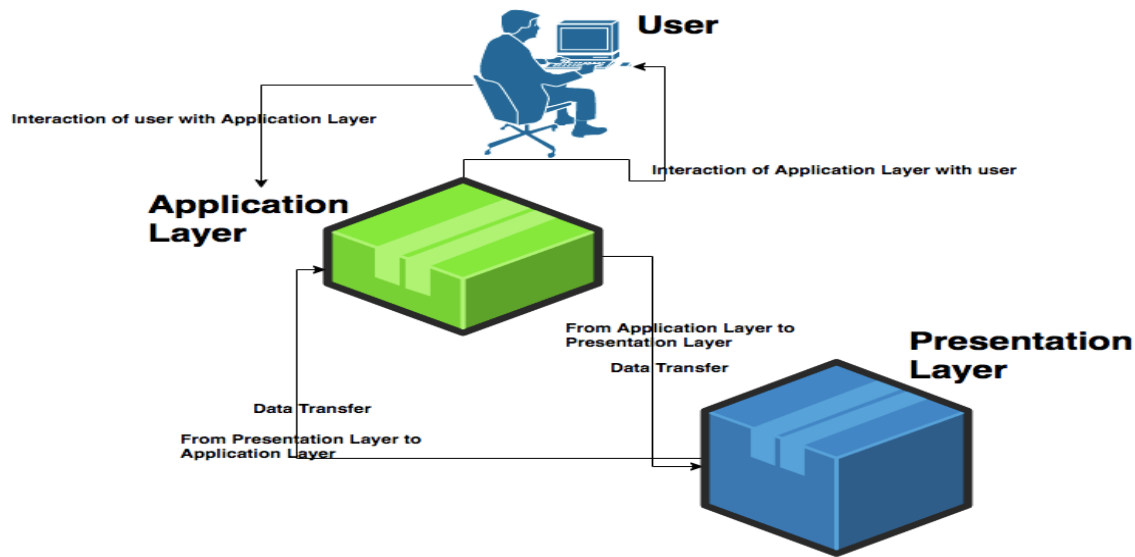 User
Interaction of user with Application Layer
Interaction of Application Layer with user
Application
Layer
From Application Layer to
Presentation Layer
Data Transfer
Presentation
Layer
Data Transfer
From Presentation Layer to
Application Layer